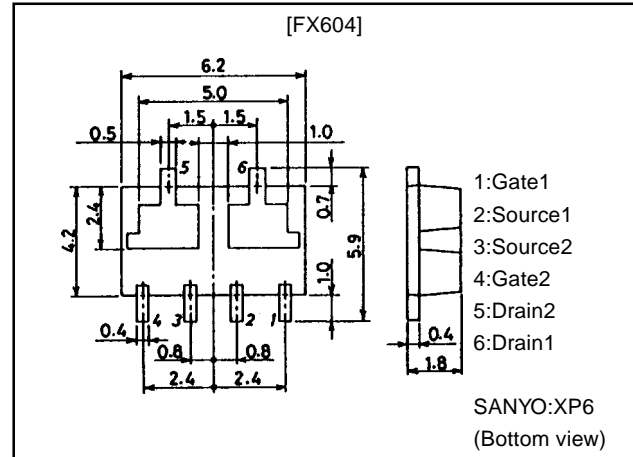 [FX604]
6.2
5.0
1.5 1.5
0.5 1.0
5 6
2.4
4.2
0.7
5.9
1.0
4 3 2 1
0.4
0.8 0.8
2.4 2.4
0.4
1.8
1:Gate1
2:Source1
3:Source2
4:Gate2
5:Drain2
6:Drain1
SANYO:XP6
(Bottom view)